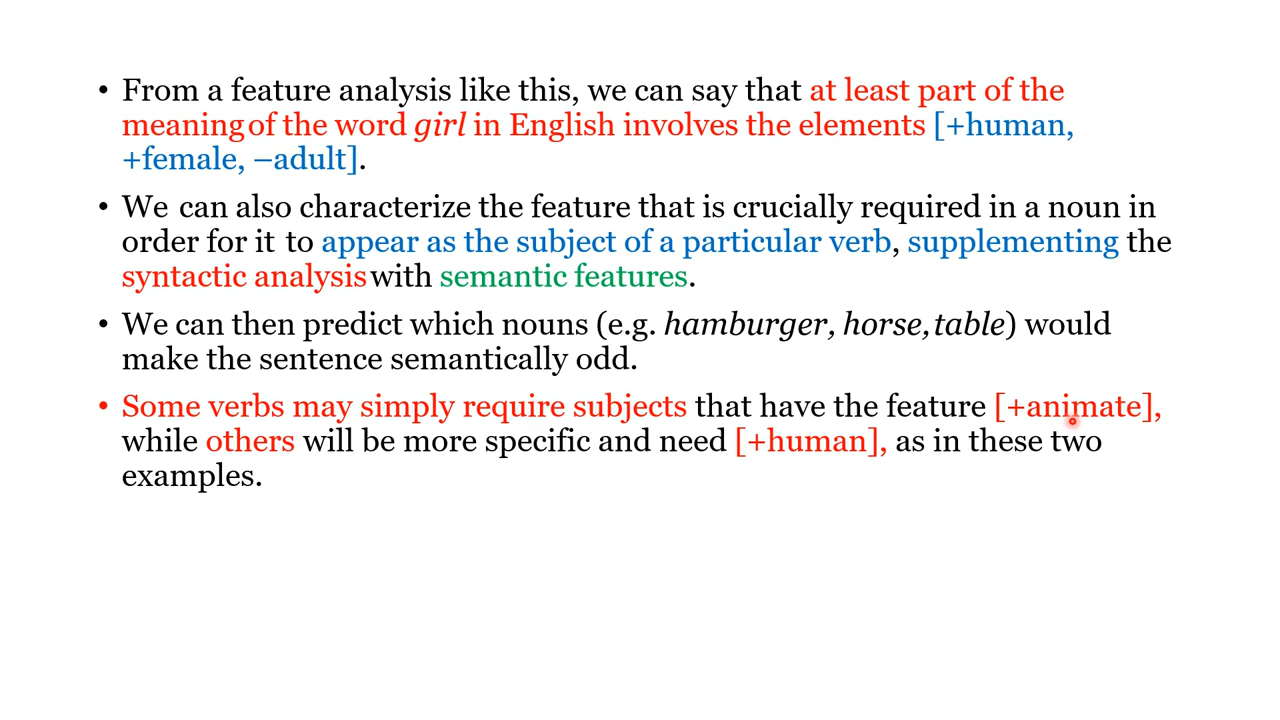 • From a feature analysis like this, we can say that at least part of the
meaning of the word girl in English involves the elements [+human,
+female, –adult].
• We can also characterize the feature that is crucially required in a noun in
order for it to appear as the subject of a particular verb, supplementing the
syntactic analysis with semantic features.
• We can then predict which nouns (e.g. hamburger, horse, table) would
make the sentence semantically odd.
• Some verbs may simply require subjects that have the feature [+animate],
while others will be more specific and need [+human], as in these two
examples.